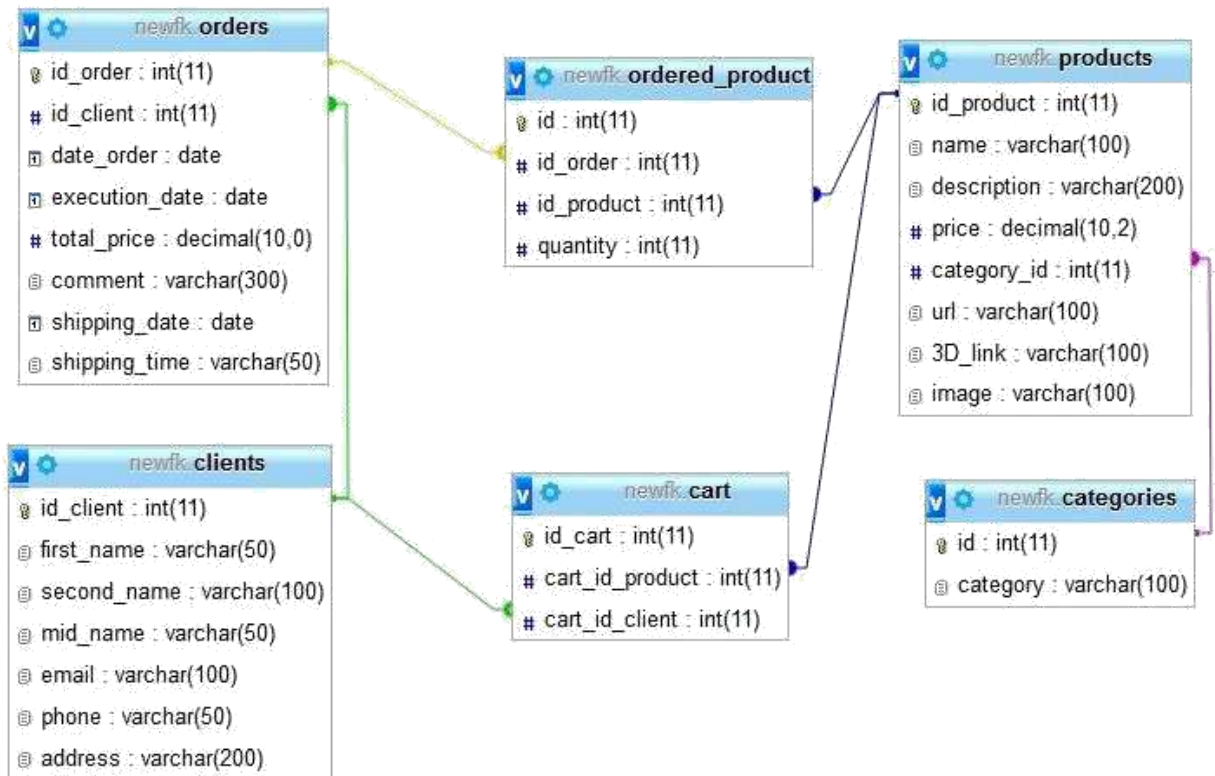 newfk.orders
id_order : int(11)
# id_client : int(11)
date_order : date
execution_date : date
# total_price : decimal(10,0)
comment : varchar(300)
shipping_date : date
shipping_time : varchar(50)
newfk.ordered_product
id : int(11)
# id_order : int(11)
# id_product : int(11)
# quantity : int(11)
newfk.products
id_product : int(11)
name : varchar(100)
description : varchar(200)
# price : decimal(10,2)
# category_id : int(11)
url : varchar(100)
3D_link : varchar(100)
image : varchar(100)
newfk.clients
id_client : int(11)
first_name : varchar(50)
second_name : varchar(100)
mid_name : varchar(50)
email : varchar(100)
phone : varchar(50)
address : varchar(200)
newfk.cart
id_cart : int(11)
# cart_id_product : int(11)
# cart_id_client : int(11)
newfk.categories
id : int(11)
category : varchar(100)